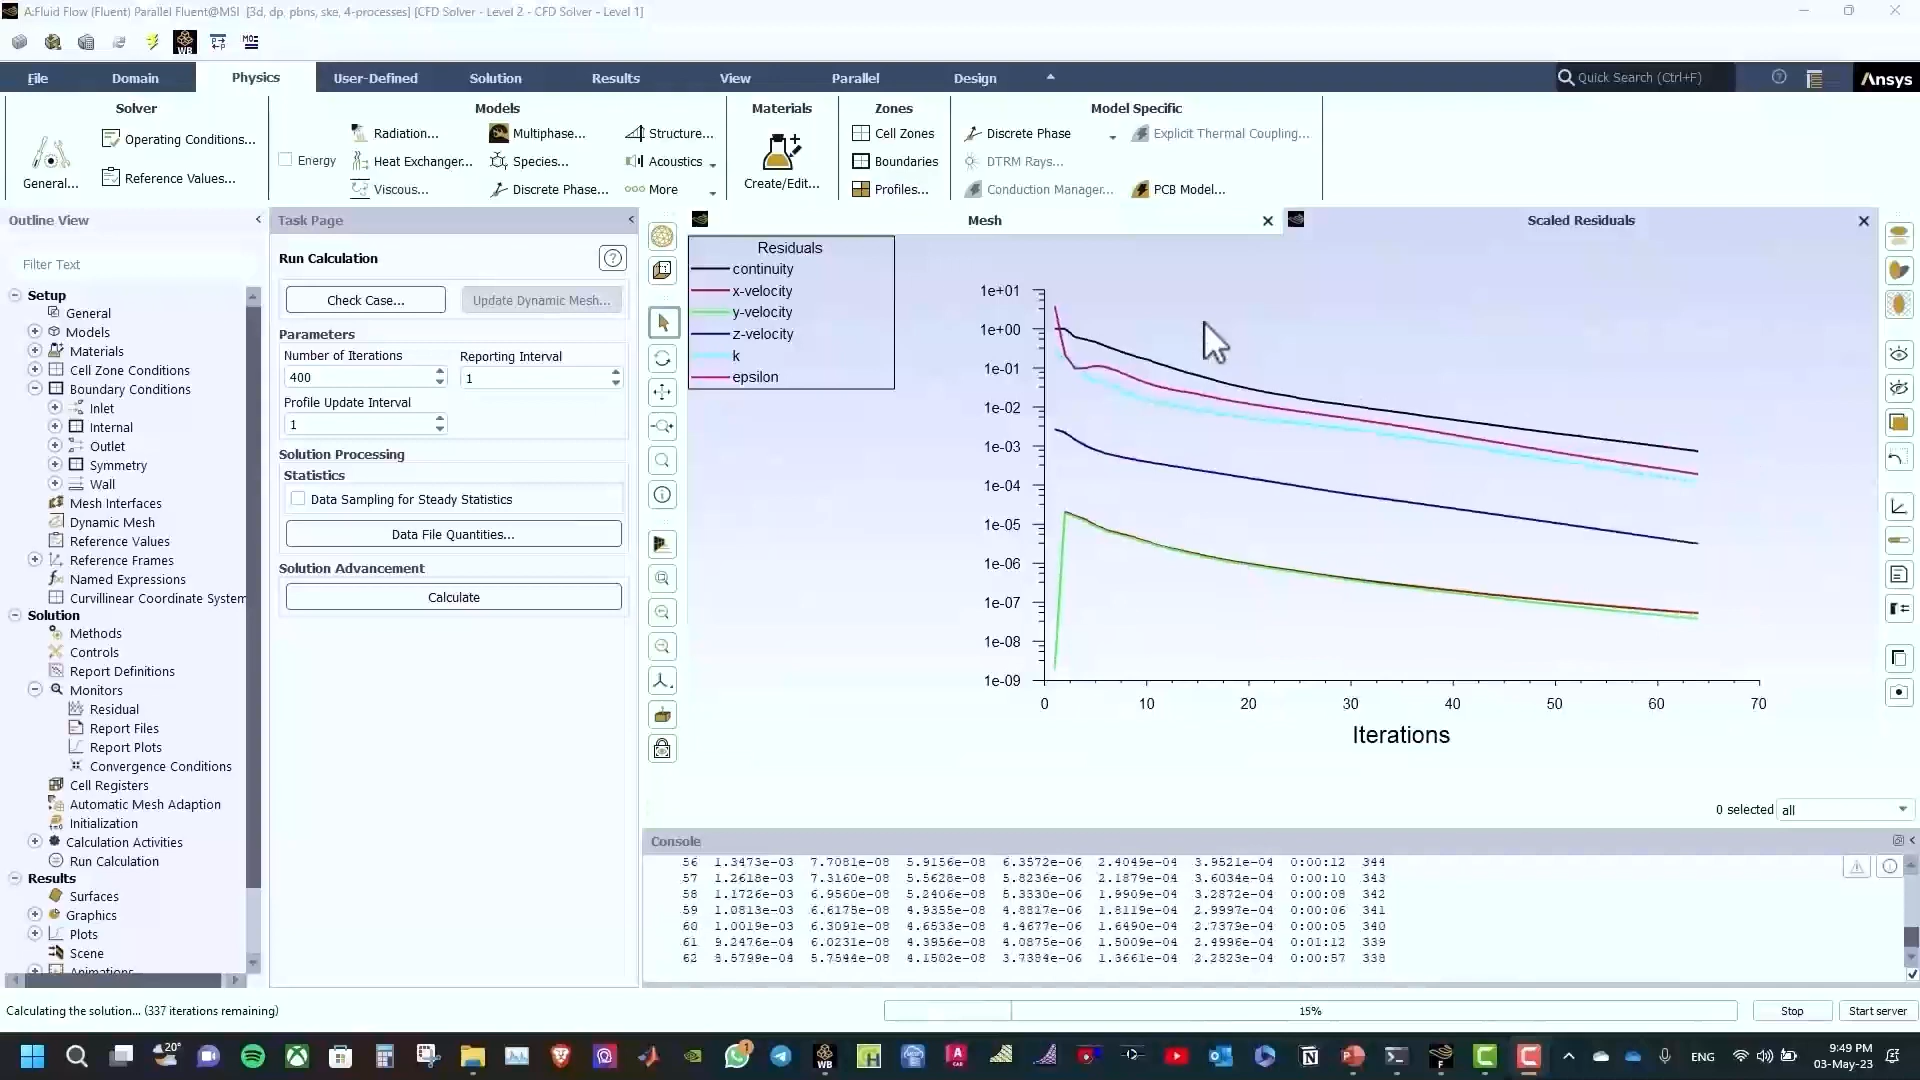 A:Fluid Flow (Fluent) Parallel Fluent@MSI [3d, dp, pbns, ske, 4-processes] [CFD Solver - Level 2 - CFD Solver - Level 1]
File Domain Physics User-Defined Solution Results View Parallel Design Quick Search (Ctrl+F) Ansys
Solver Models Materials Zones Model Specific
General... Operating Conditions... Reference Values...
Energy Radiation... Multiphase... Structure...
Heat Exchanger... Species... Acoustics
Viscous... Discrete Phase... More
Create/Edit...
Cell Zones
Boundaries
Profiles...
Discrete Phase Explicit Thermal Coupling...
DTRM Rays...
Conduction Manager... PCB Model...
Outline View
Filter Text
Setup
General
Models
Materials
Cell Zone Conditions
Boundary Conditions
Inlet
Internal
Outlet
Symmetry
Wall
Mesh Interfaces
Dynamic Mesh
Reference Values
Reference Frames
Named Expressions
Curvillinear Coordinate System
Solution
Methods
Controls
Report Definitions
Monitors
Residual
Report Files
Report Plots
Convergence Conditions
Cell Registers
Automatic Mesh Adaption
Initialization
Calculation Activities
Run Calculation
Results
Surfaces
Graphics
Plots
Scene
Animations
Task Page
Run Calculation
Check Case... Update Dynamic Mesh...
Parameters
Number of Iterations Reporting Interval
400 1
Profile Update Interval
1
Solution Processing
Statistics
Data Sampling for Steady Statistics
Data File Quantities...
Solution Advancement
Calculate
Mesh Scaled Residuals
Residuals
continuity
x-velocity
y-velocity
z-velocity
k
epsilon
1e+01
1e+00
1e-01
1e-02
1e-03
1e-04
1e-05
1e-06
1e-07
1e-08
1e-09
0 10 20 30 40 50 60 70
Iterations
0 selected all
Console
56 1.3473e-03 7.7081e-08 5.9156e-08 6.3572e-06 2.4049e-04 3.9521e-04 0:00:12 344
57 1.2618e-03 7.3160e-08 5.5628e-08 5.8236e-06 2.1879e-04 3.6034e-04 0:00:10 343
58 1.1726e-03 6.9560e-08 5.2406e-08 5.3330e-06 1.9909e-04 3.2872e-04 0:00:08 342
59 1.0813e-03 6.6175e-08 4.9355e-08 4.8817e-06 1.8119e-04 2.9997e-04 0:00:06 341
60 1.0019e-03 6.3091e-08 4.6533e-08 4.4677e-06 1.6490e-04 2.7379e-04 0:00:05 340
61 9.2476e-04 6.0231e-08 4.3956e-08 4.0875e-06 1.5009e-04 2.4996e-04 0:01:12 339
62 8.5799e-04 5.7544e-08 4.1502e-08 3.7384e-06 1.3661e-04 2.2823e-04 0:00:57 338
Calculating the solution... (337 iterations remaining) 15% Stop Start server
20° ENG 9:49 PM
03-May-23